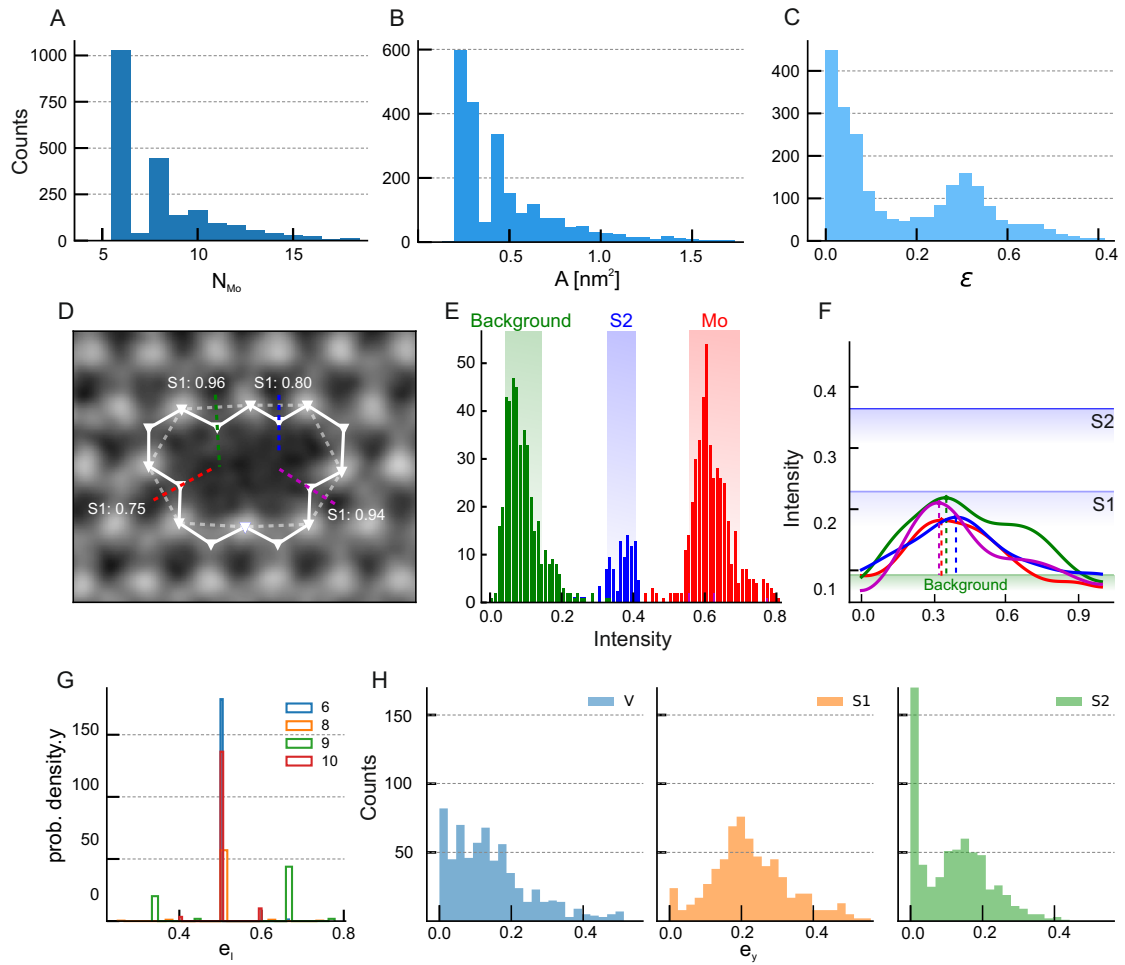 A
B
C
1000
750
500
250
0
Counts
5
10
15
N_Mo
600
400
200
0
0.5
1.0
1.5
A [nm²]
400
300
200
100
0
0.0
0.2
0.6
0.4
ε
D
E
F
S1: 0.96
S1: 0.80
S1: 0.75
S1: 0.94
Background
S2
Mo
50
40
30
20
10
0
0.0
0.2
0.4
0.6
0.8
Intensity
0.4
0.3
0.2
0.1
Intensity
S2
S1
Background
0.0
0.3
0.6
0.9
G
H
prob. density.y
150
100
50
0
6
8
9
10
0.4
0.6
0.8
e_l
Counts
150
100
50
V
0.0
0.2
0.4
S1
0.0
0.2
0.4
e_y
S2
0.0
0.2
0.4